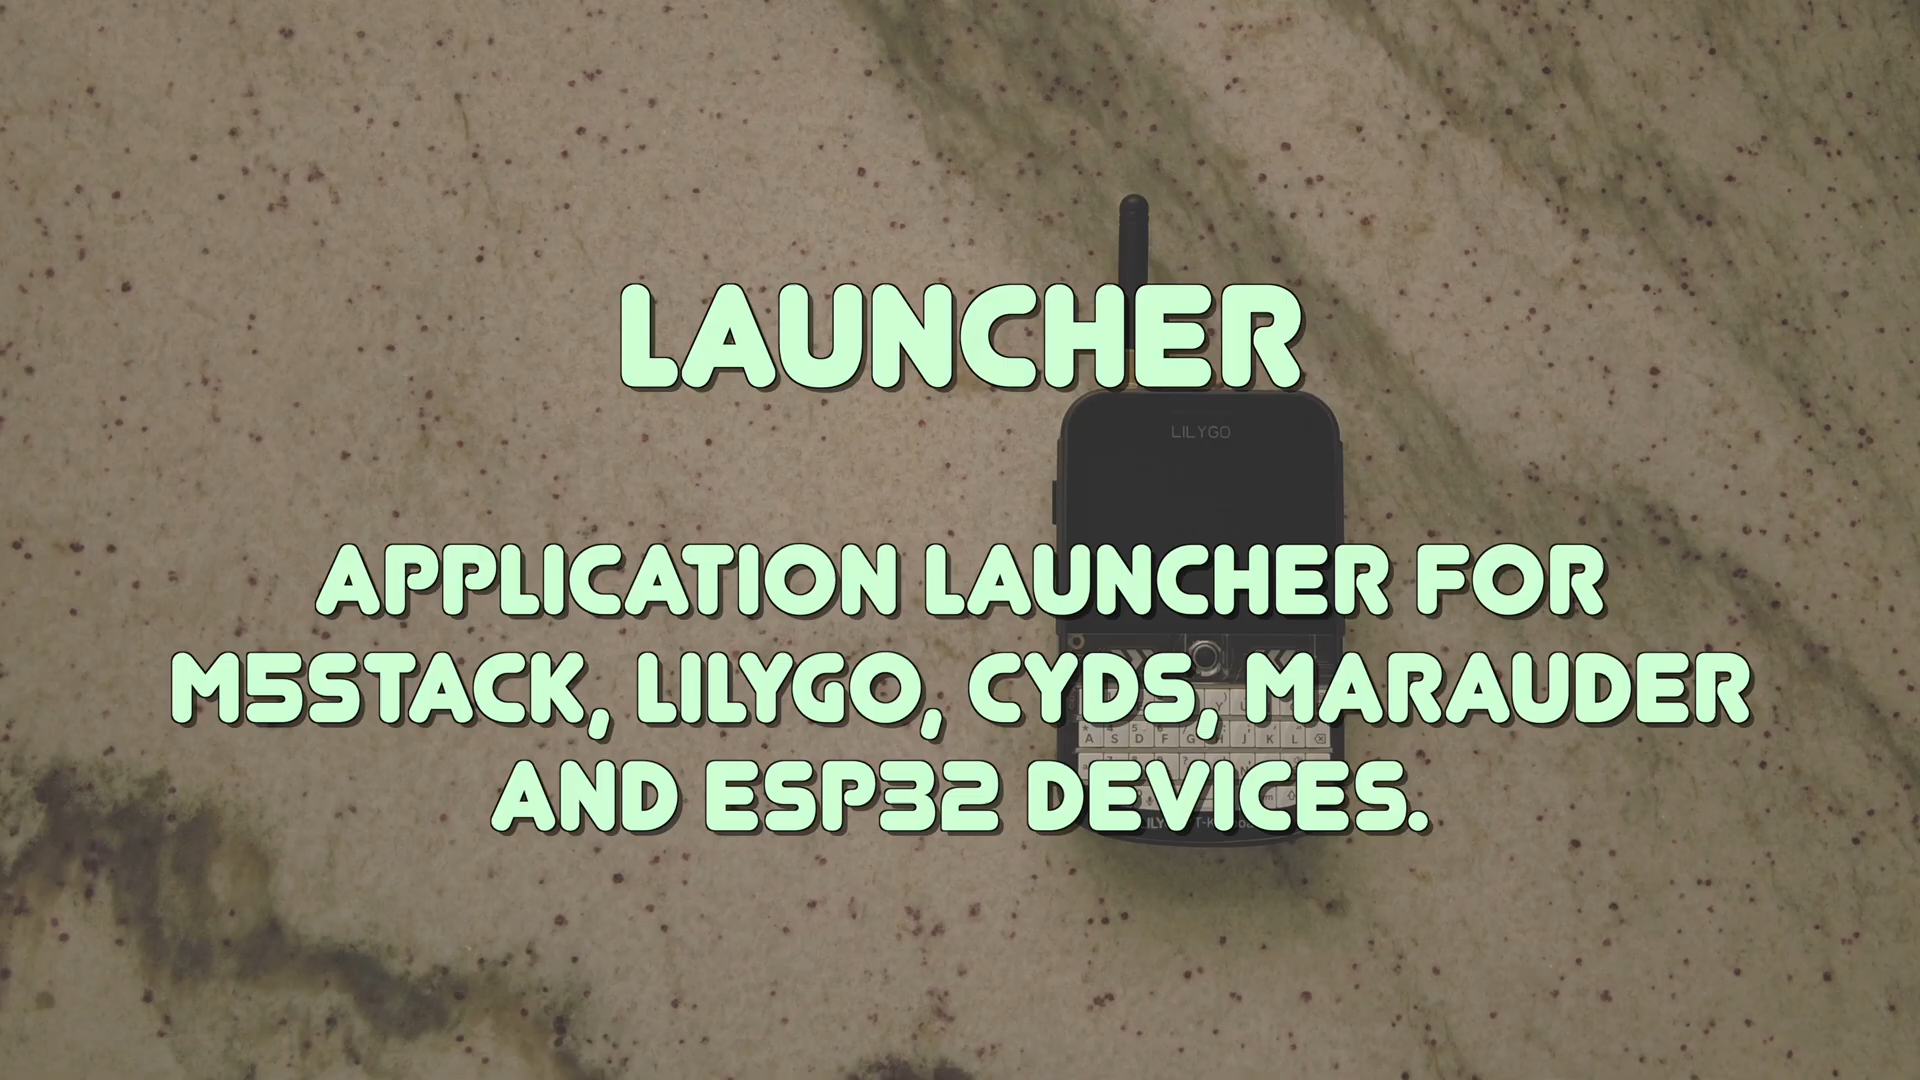 LAUNCHER
LILYGO
APPLICATION LAUNCHER FOR
M5STACK, LILYGO, CYDS, MARAUDER
A S D F G H J K L
AND ESP32 DEVICES.